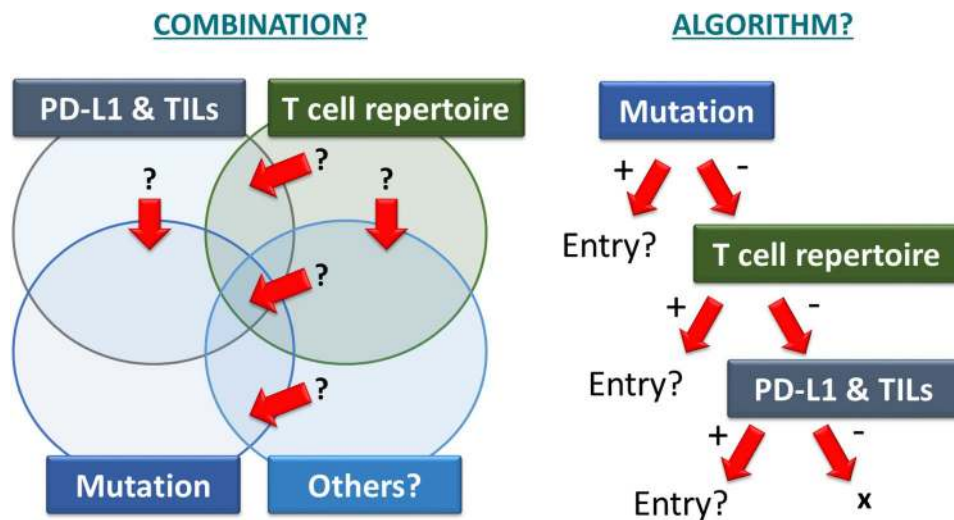 COMBINATION?
PD-L1 & TILs
T cell repertoire
?
?
?
?
?
Mutation
Others?
ALGORITHM?
Mutation
+
-
Entry?
T cell repertoire
+
-
Entry?
PD-L1 & TILs
+
-
Entry?
x